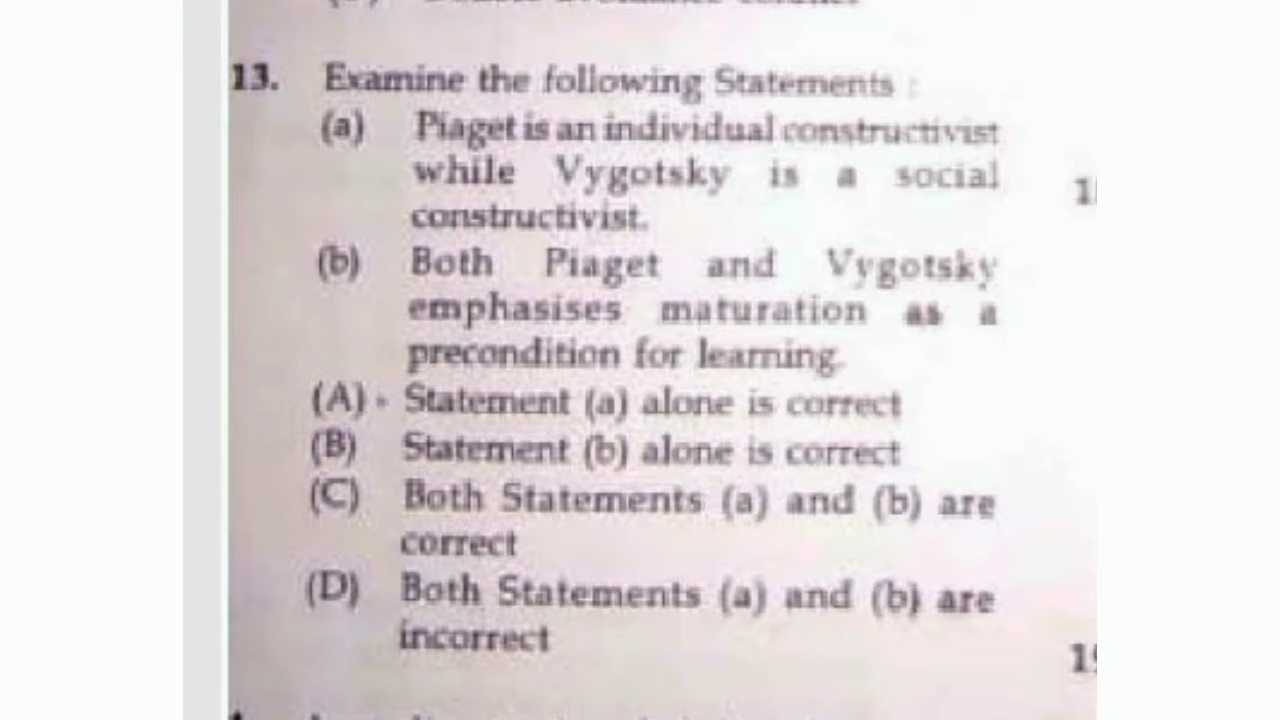 13. Examine the following Statements :
(a) Piaget is an individual constructivist
while Vygotsky is a social
constructivist.
(b) Both Piaget and Vygotsky
emphasises maturation as a
precondition for learning.
(A) Statement (a) alone is correct
(B) Statement (b) alone is correct
(C) Both Statements (a) and (b) are
correct
(D) Both Statements (a) and (b) are
incorrect